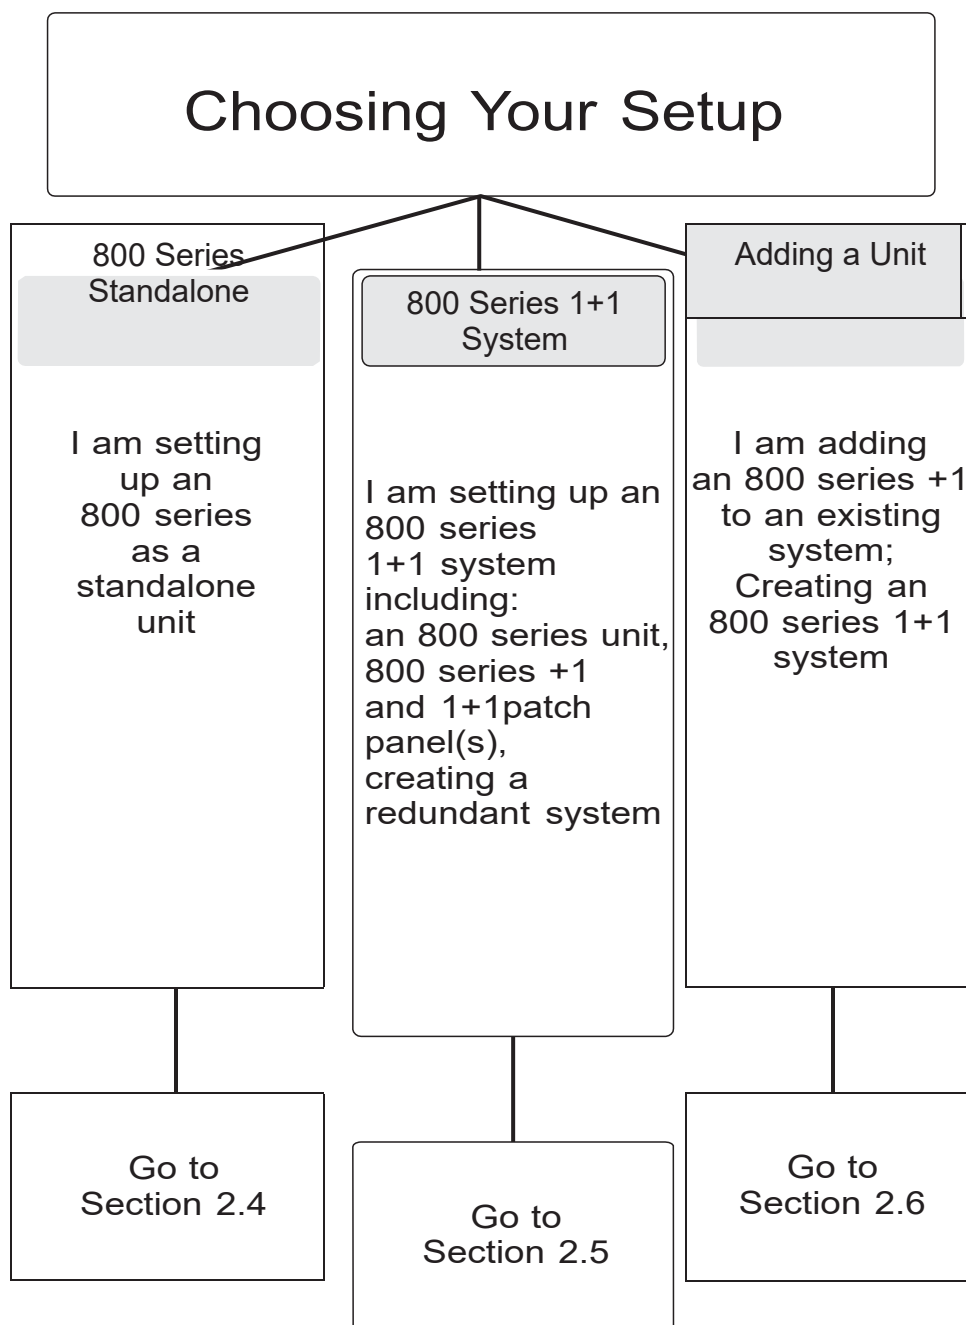 Choosing Your Setup
800 Series
Standalone
I am setting
up an
800 series
as a
standalone
unit
Go to
Section 2.4
800 Series 1+1
System
I am setting up an
800 series
1+1 system
including:
an 800 series unit,
800 series +1
and 1+1patch
panel(s),
creating a
redundant system
Go to
Section 2.5
Adding a Unit
I am adding
an 800 series +1
to an existing
system;
Creating an
800 series 1+1
system
Go to
Section 2.6